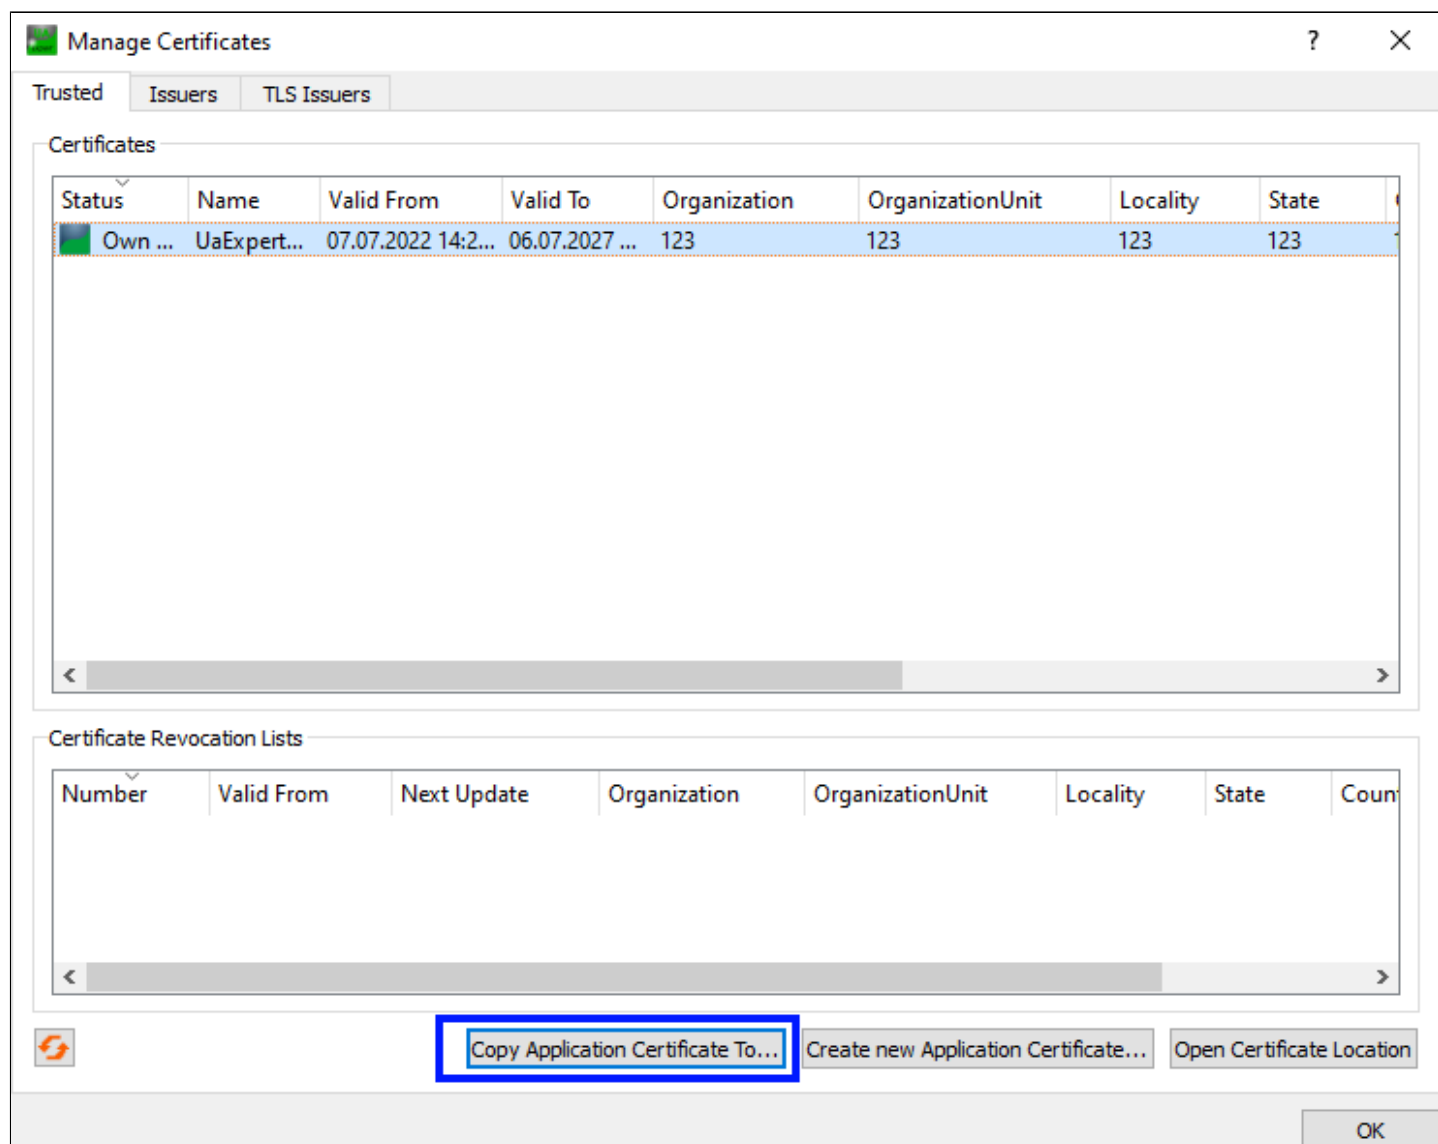 Manage Certificates ?
Trusted Issuers TLS Issuers
Certificates
Status Name Valid From Valid To Organization OrganizationUnit Locality State
Own ... UaExpert... 07.07.2022 14:2... 06.07.2027 ... 123 123 123 123
Certificate Revocation Lists
Number Valid From Next Update Organization OrganizationUnit Locality State Coun
Copy Application Certificate To... Create new Application Certificate... Open Certificate Location
OK